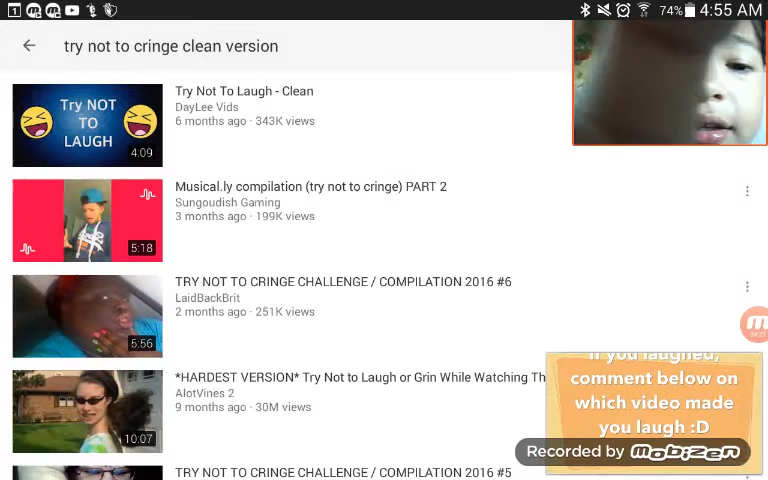 1
74%
4:55 AM
try not to cringe clean version
Try NOT
TO
LAUGH
4:09
Try Not To Laugh - Clean
DayLee Vids
6 months ago · 343K views
5:18
Musical.ly compilation (try not to cringe) PART 2
Sungoudish Gaming
3 months ago · 199K views
5:56
TRY NOT TO CRINGE CHALLENGE / COMPILATION 2016 #6
LaidBackBrit
2 months ago · 251K views
10:07
*HARDEST VERSION* Try Not to Laugh or Grin While Watching Th
AlotVines 2
9 months ago · 30M views
TRY NOT TO CRINGE CHALLENGE / COMPILATION 2016 #5
If you laughed,
comment below on
which video made
you laugh :D
Recorded by mobizen